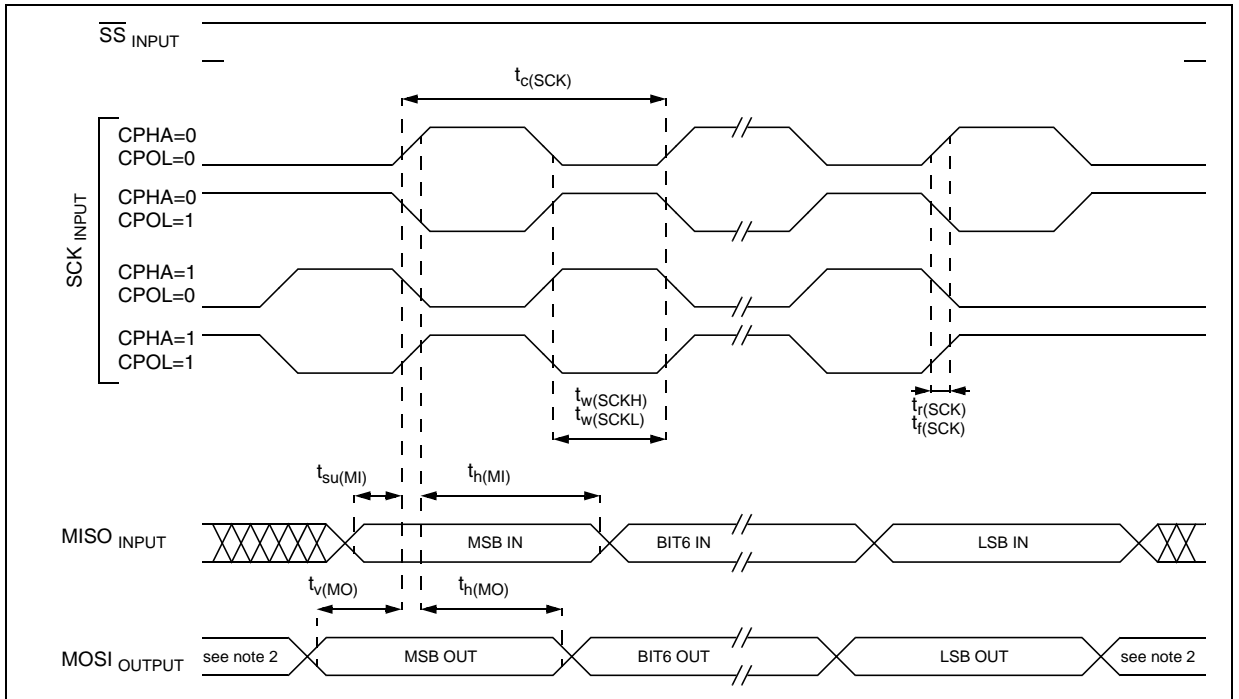 SS INPUT
tc(SCK)
SCK INPUT
CPHA=0
CPOL=0
CPHA=0
CPOL=1
CPHA=1
CPOL=0
CPHA=1
CPOL=1
tw(SCKH)
tw(SCKL)
tr(SCK)
tf(SCK)
tsu(MI)
th(MI)
MISO INPUT
MSB IN
BIT6 IN
LSB IN
tv(MO)
th(MO)
MOSI OUTPUT
see note 2
MSB OUT
BIT6 OUT
LSB OUT
see note 2